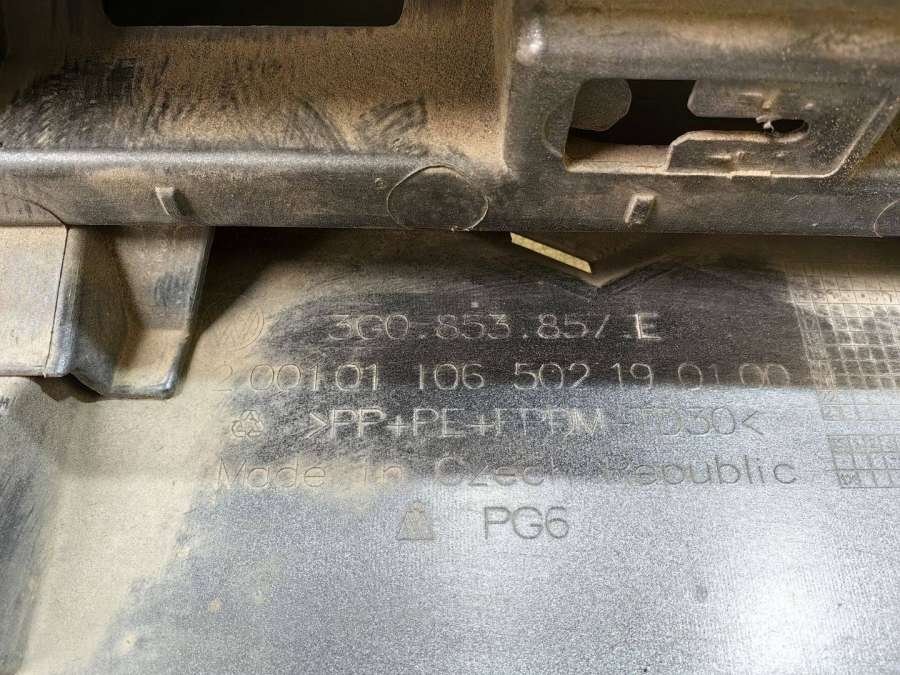 3G0.853.857.E
2.001.01 106 502 19 01.00
>PP+PE+EPDM-TD30<
Made in Czech Republic
PG6